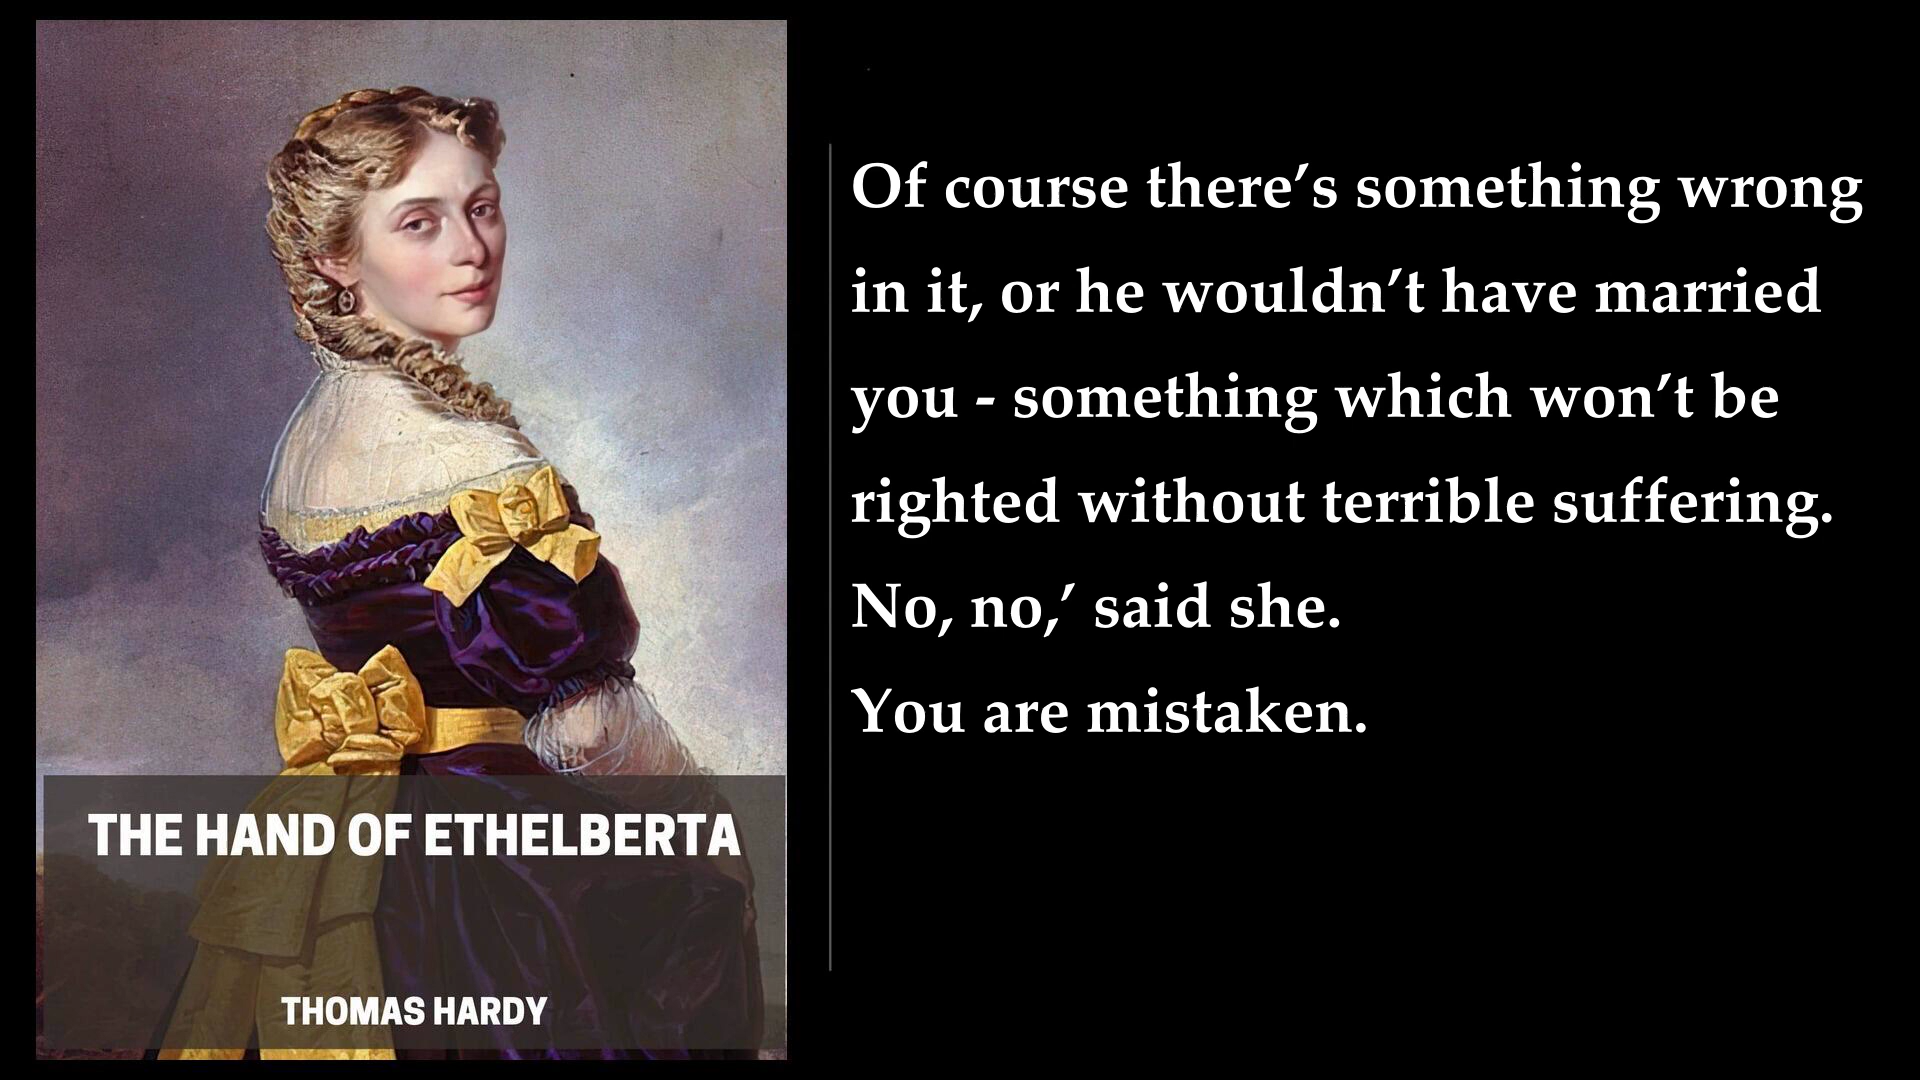 THE HAND OF ETHELBERTA
THOMAS HARDY
Of course there’s something wrong
in it, or he wouldn’t have married
you - something which won’t be
righted without terrible suffering.
No, no,’ said she.
You are mistaken.